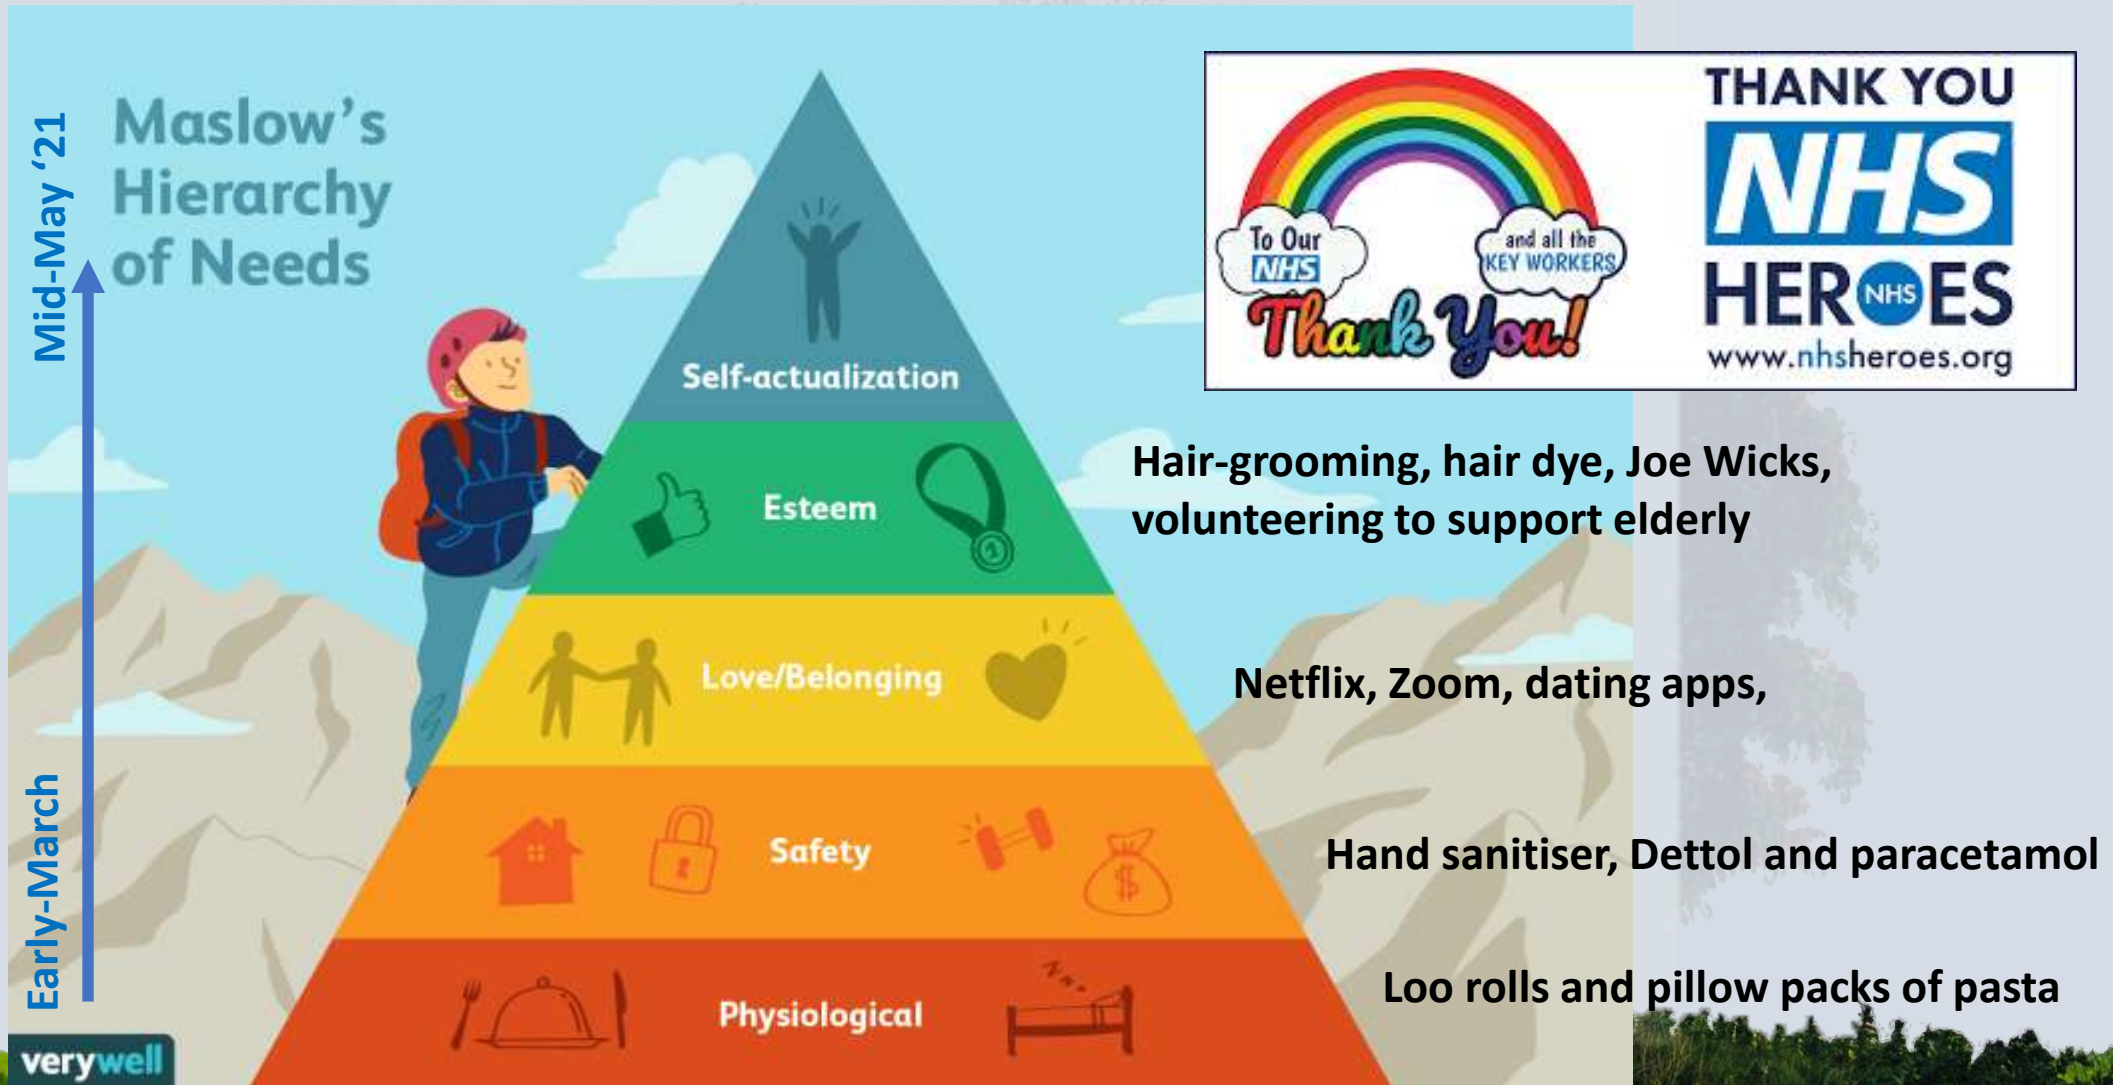 Mid-May ‘21
Early-March
Maslow’s
Hierarchy
of Needs
Self-actualization
Esteem
Love/Belonging
Safety
Physiological
verywell
To Our
NHS
and all the
KEY WORKERS
Thank You!
THANK YOU
NHS
HEROES
NHS
www.nhsheroes.org
Hair-grooming, hair dye, Joe Wicks,
volunteering to support elderly
Netflix, Zoom, dating apps,
Hand sanitiser, Dettol and paracetamol
Loo rolls and pillow packs of pasta